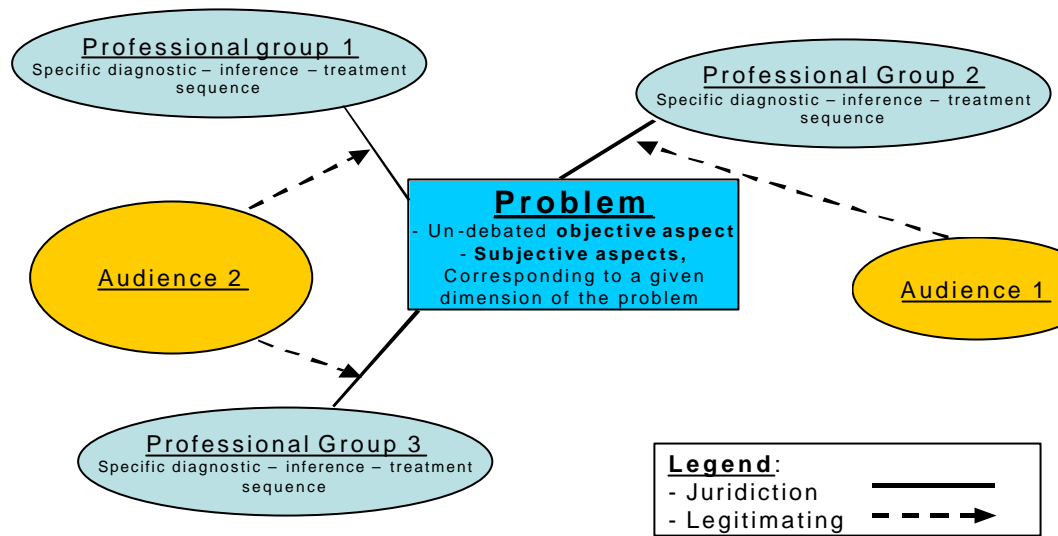 Professional group 1
Specific diagnostic – inference – treatment
sequence
Professional Group 2
Specific diagnostic – inference – treatment
sequence
Problem
- Un-debated objective aspect
- Subjective aspects,
Corresponding to a given
dimension of the problem
Audience 2
Audience 1
Professional Group 3
Specific diagnostic – inference – treatment
sequence
Legend:
- Juridiction
- Legitimating